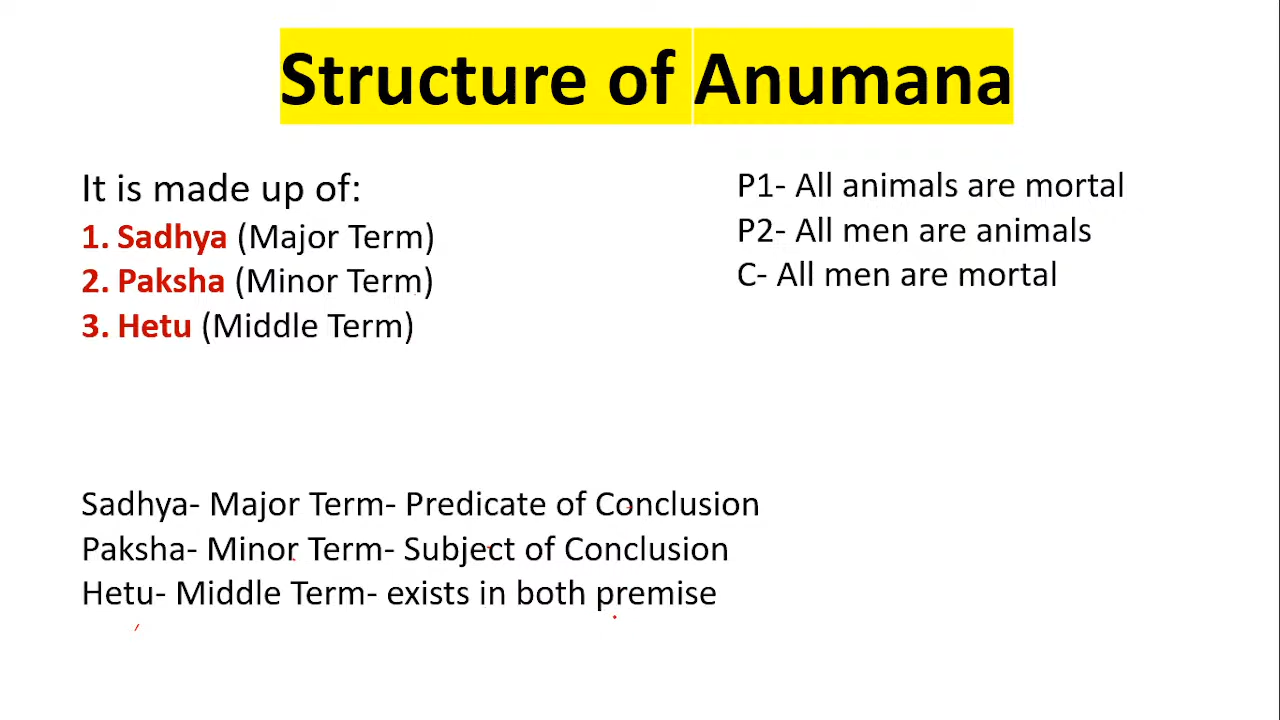 Structure of Anumana
It is made up of:
1. Sadhya (Major Term)
2. Paksha (Minor Term)
3. Hetu (Middle Term)
P1- All animals are mortal
P2- All men are animals
C- All men are mortal
Sadhya- Major Term- Predicate of Conclusion
Paksha- Minor Term- Subject of Conclusion
Hetu- Middle Term- exists in both premise